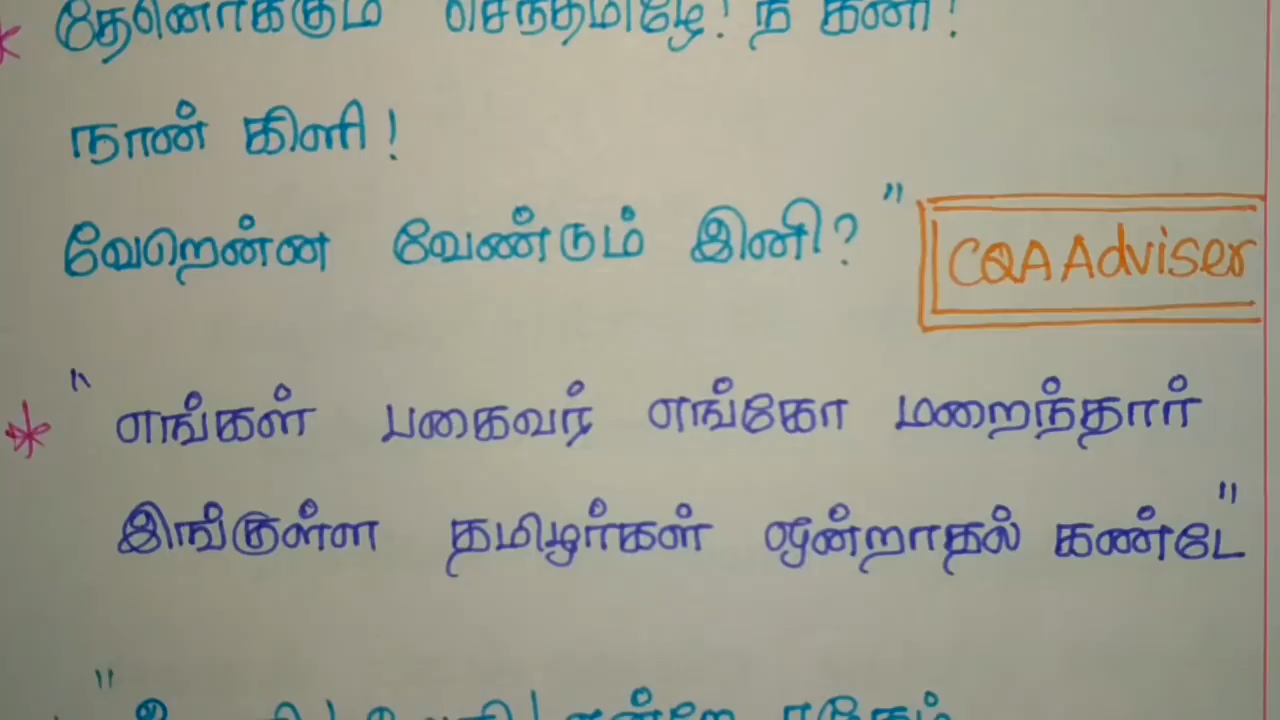 தேனொக்கும் செந்தமிழே! நீ கனி!
நான் கிளி!
வேறென்ன வேண்டும் இனி?"
CQA Adviser
* "எங்கள் பகைவர் எங்கோ மறைந்தார்
இங்குள்ள தமிழர்கள் ஒன்றாதல் கண்டே"